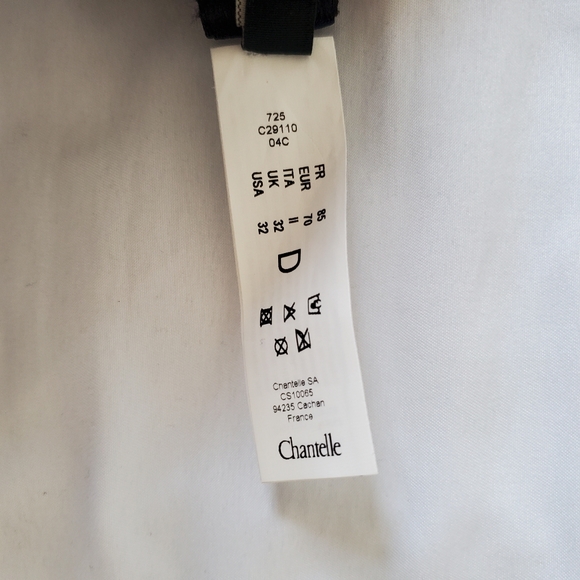 725
C29110
04C
FR 85
EUR 70
ITA II
UK 32
USA 32
D
Chantelle SA
CS10065
94235 Cachan
France
Chantelle